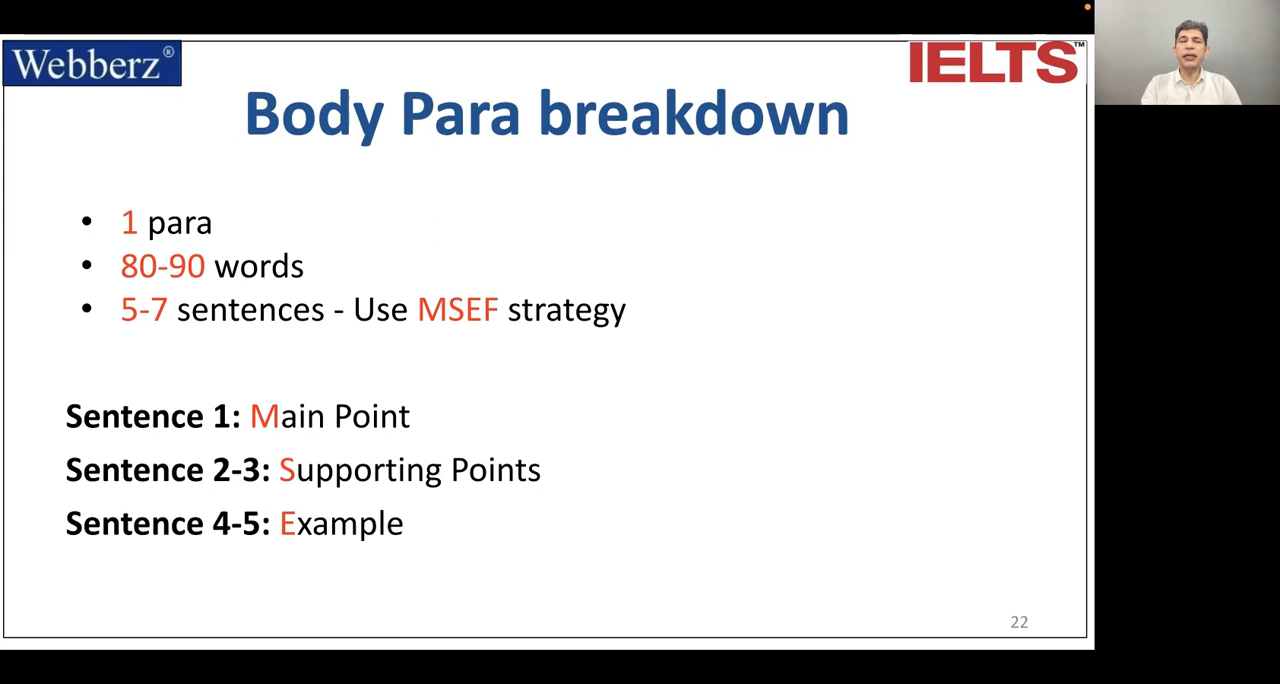 Webberz®
IELTS™
Body Para breakdown
• 1 para
• 80-90 words
• 5-7 sentences - Use MSEF strategy
Sentence 1: Main Point
Sentence 2-3: Supporting Points
Sentence 4-5: Example
22